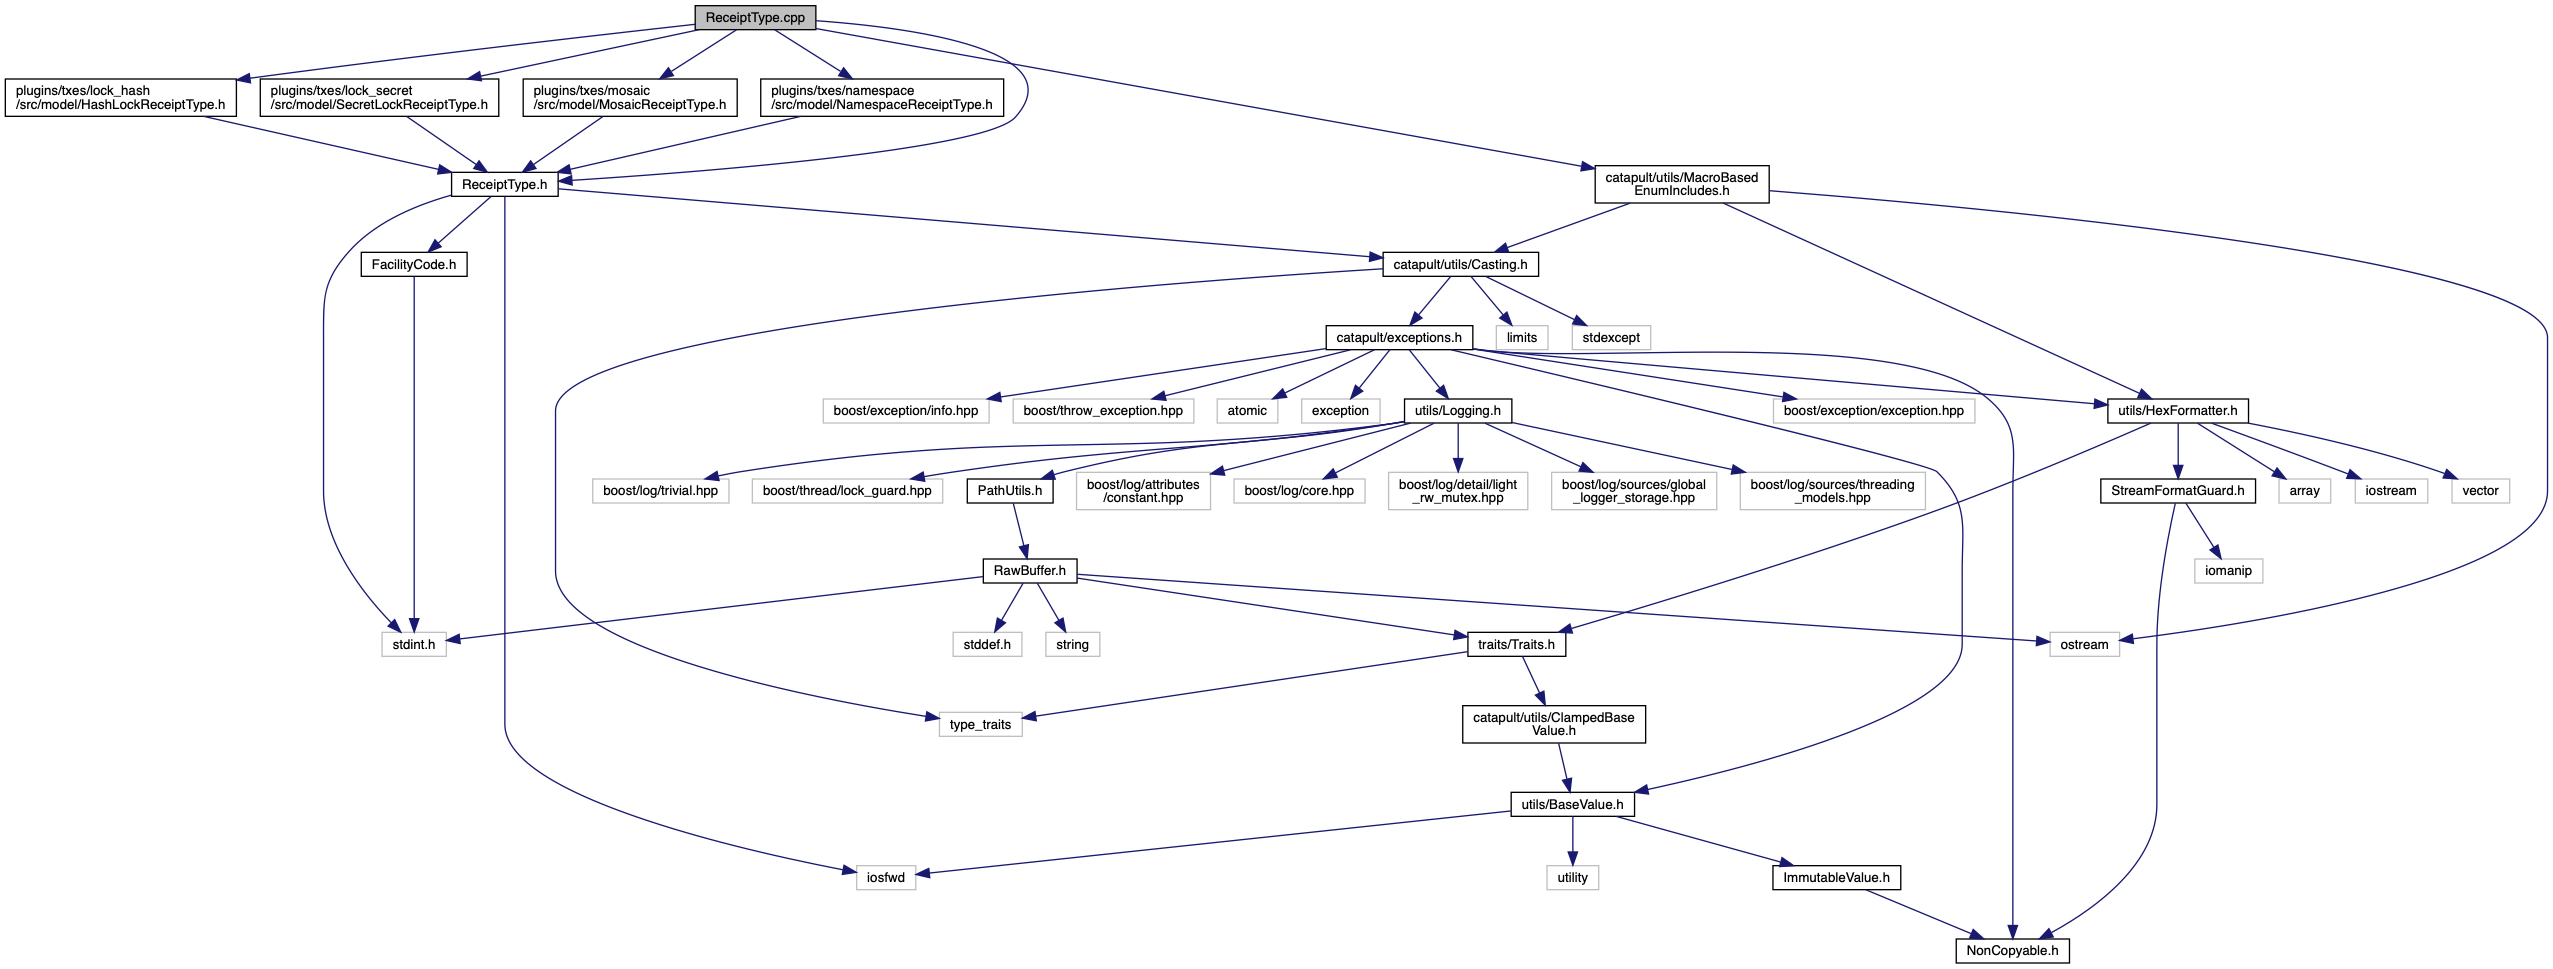 ReceiptType.cpp
plugins/txes/lock_hash
/src/model/HashLockReceiptType.h
plugins/txes/lock_secret
/src/model/SecretLockReceiptType.h
plugins/txes/mosaic
/src/model/MosaicReceiptType.h
plugins/txes/namespace
/src/model/NamespaceReceiptType.h
ReceiptType.h
catapult/utils/MacroBased
EnumIncludes.h
FacilityCode.h
catapult/utils/Casting.h
catapult/exceptions.h
limits
stdexcept
boost/exception/info.hpp
boost/throw_exception.hpp
atomic
exception
utils/Logging.h
boost/exception/exception.hpp
utils/HexFormatter.h
boost/log/trivial.hpp
boost/thread/lock_guard.hpp
PathUtils.h
boost/log/attributes
/constant.hpp
boost/log/core.hpp
boost/log/detail/light
_rw_mutex.hpp
boost/log/sources/global
_logger_storage.hpp
boost/log/sources/threading
_models.hpp
StreamFormatGuard.h
array
iostream
vector
RawBuffer.h
iomanip
stdint.h
stddef.h
string
traits/Traits.h
ostream
type_traits
catapult/utils/ClampedBase
Value.h
utils/BaseValue.h
iosfwd
utility
ImmutableValue.h
NonCopyable.h